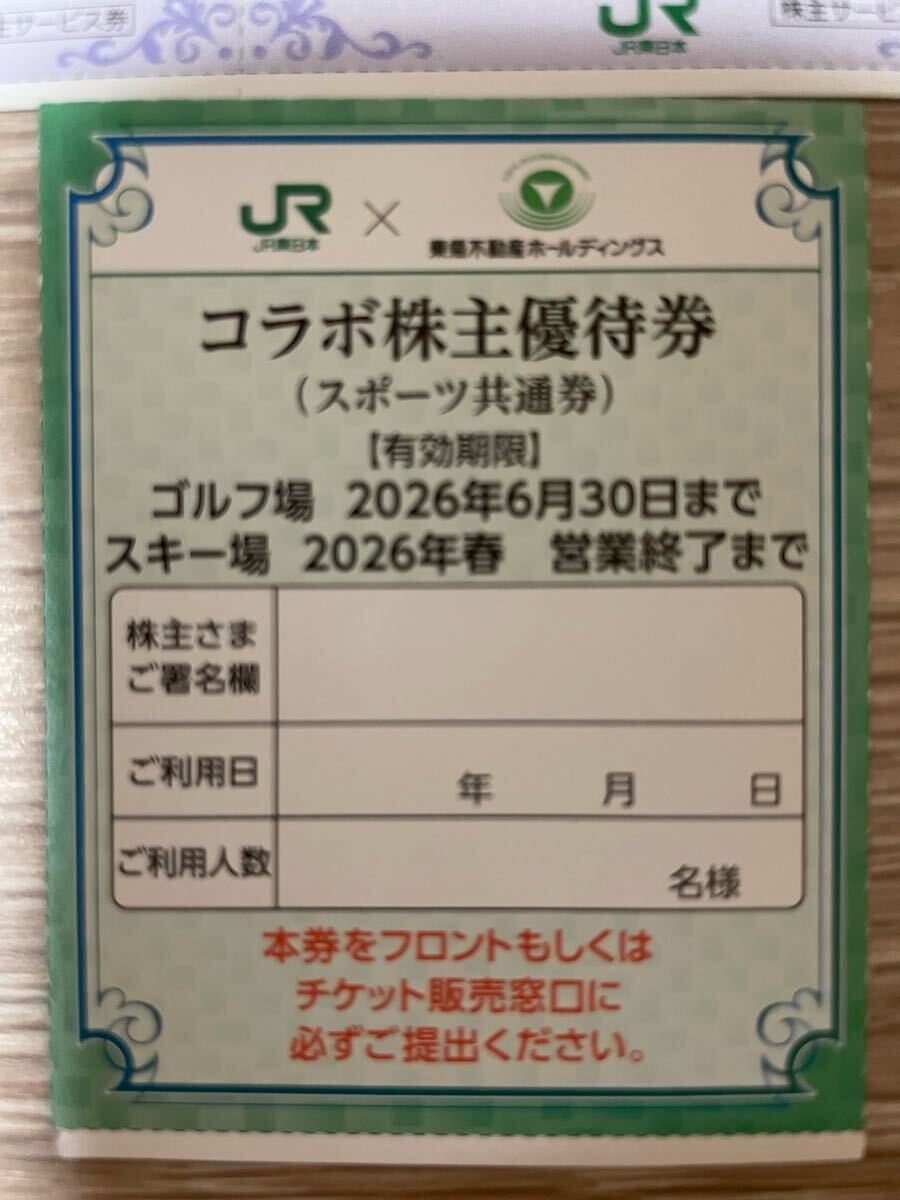 主サービス券
JR
JR東日本
株主サービ
JR
JR東日本
×
東急不動産ホールディングス
コラボ株主優待券
(スポーツ共通券)
【有効期限】
ゴルフ場 2026年6月30日まで
スキー場 2026年春 営業終了まで
株主さま
ご署名欄
ご利用日
年 月 日
ご利用人数
名様
本券をフロントもしくは
チケット販売窓口に
必ずご提出ください。